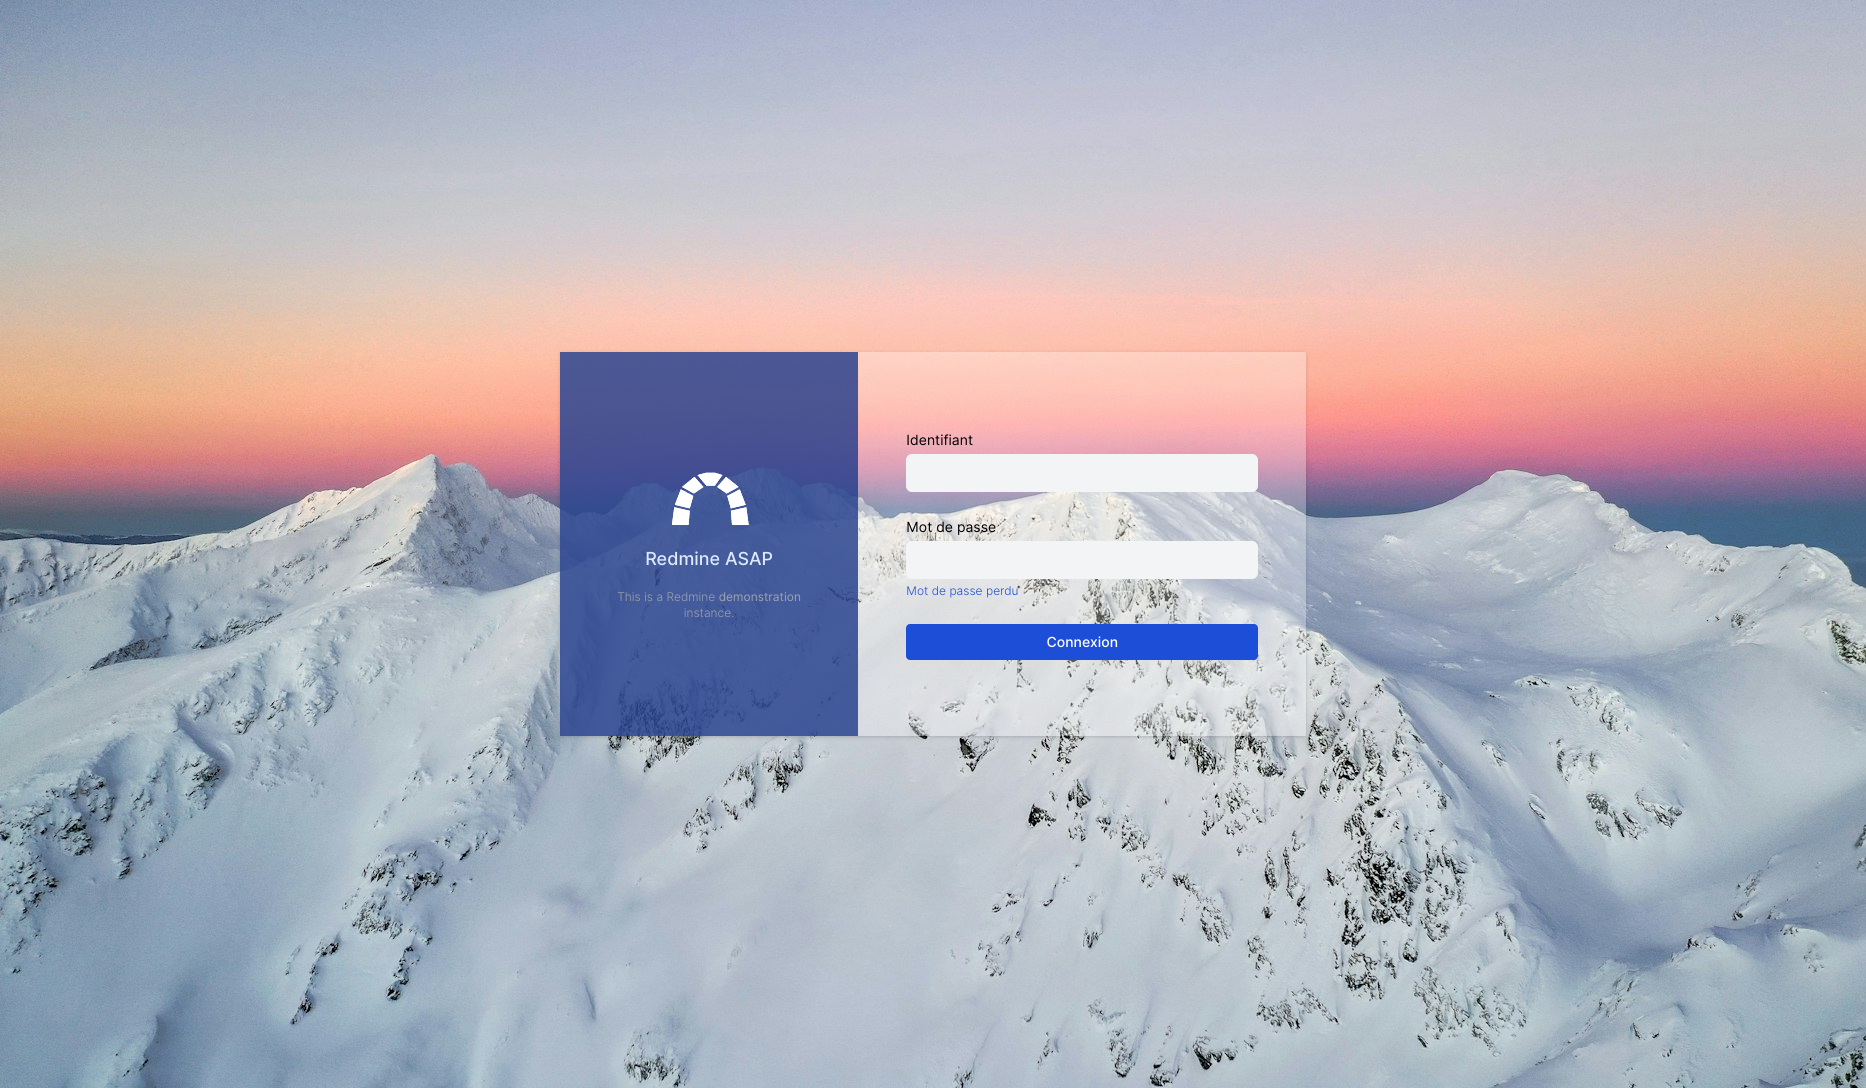 Redmine ASAP
This is a Redmine demonstration
instance.
Identifiant
Mot de passe
Mot de passe perdu
Connexion